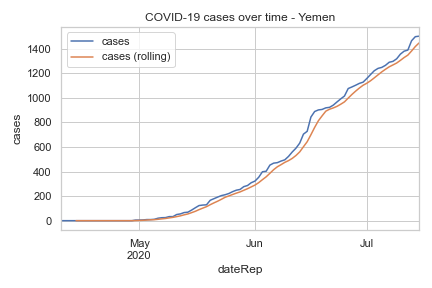 COVID-19 cases over time - Yemen
cases
cases (rolling)
1400
1200
1000
800
600
400
200
0
cases
May
2020
Jun
Jul
dateRep